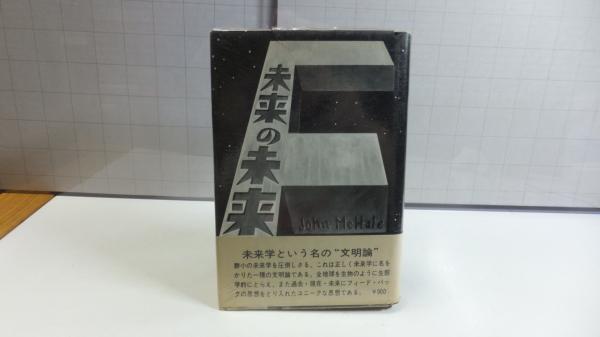 未来の未来
John McHale
未来学という名の“文明論”
群小の未来学を圧倒しさる、これは正しく未来学に名を
かりた一種の文明論である。全地球を生物のように生態
学的にとらえ、また過去・現在・未来にフィード・バッ
クの思想をとり入れたユニークな思想である。 ¥900